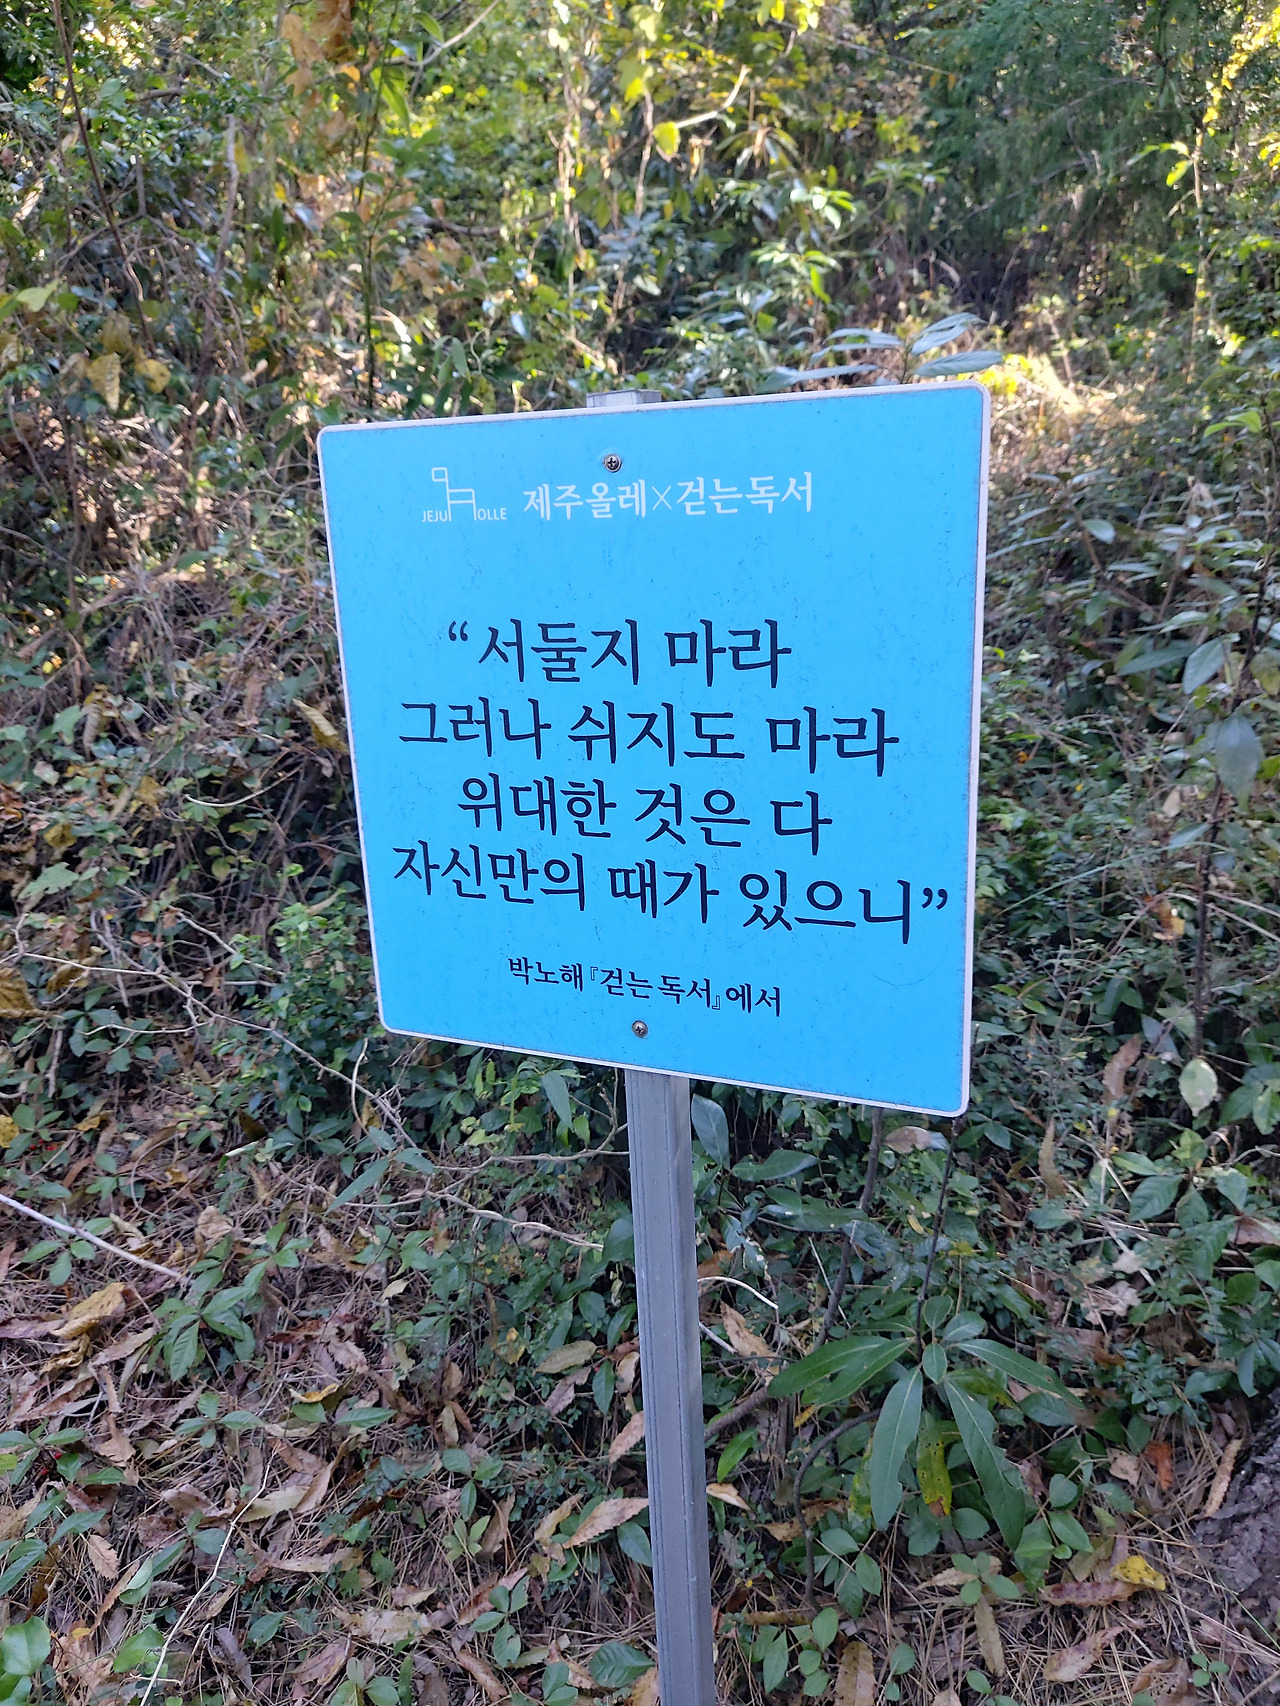 JEJU OLLE 제주올레×걷는독서
“서둘지 마라
그러나 쉬지도 마라
위대한 것은 다
자신만의 때가 있으니”
박노해『걷는 독서』에서